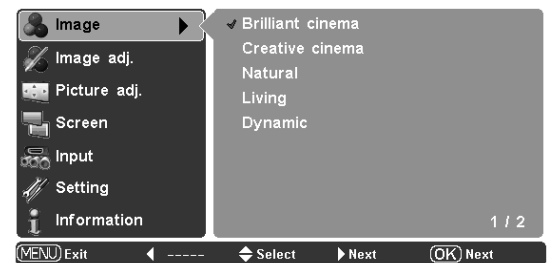 Image
Image adj.
Picture adj.
Screen
Input
Setting
Information
Brilliant cinema
Creative cinema
Natural
Living
Dynamic
1 / 2
MENU Exit ----- Select Next OK Next